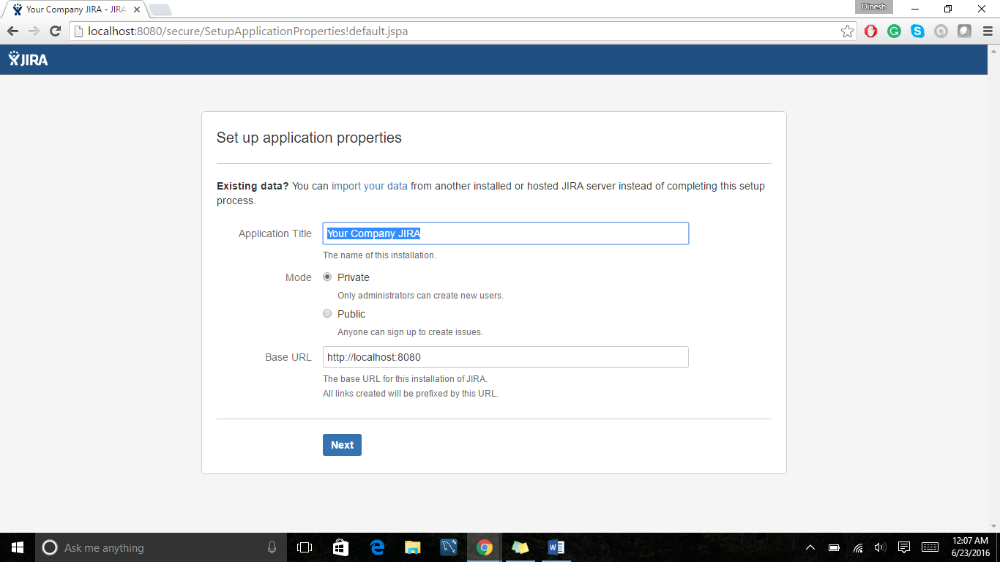 Your Company JIRA - JIRA
Dinesh
localhost:8080/secure/SetupApplicationProperties!default.jspa
JIRA
Set up application properties
Existing data? You can import your data from another installed or hosted JIRA server instead of completing this setup
process.
Application Title Your Company JIRA
The name of this installation.
Mode Private
Only administrators can create new users.
Public
Anyone can sign up to create issues.
Base URL http://localhost:8080
The base URL for this installation of JIRA.
All links created will be prefixed by this URL.
Next
Ask me anything
12:07 AM
6/23/2016